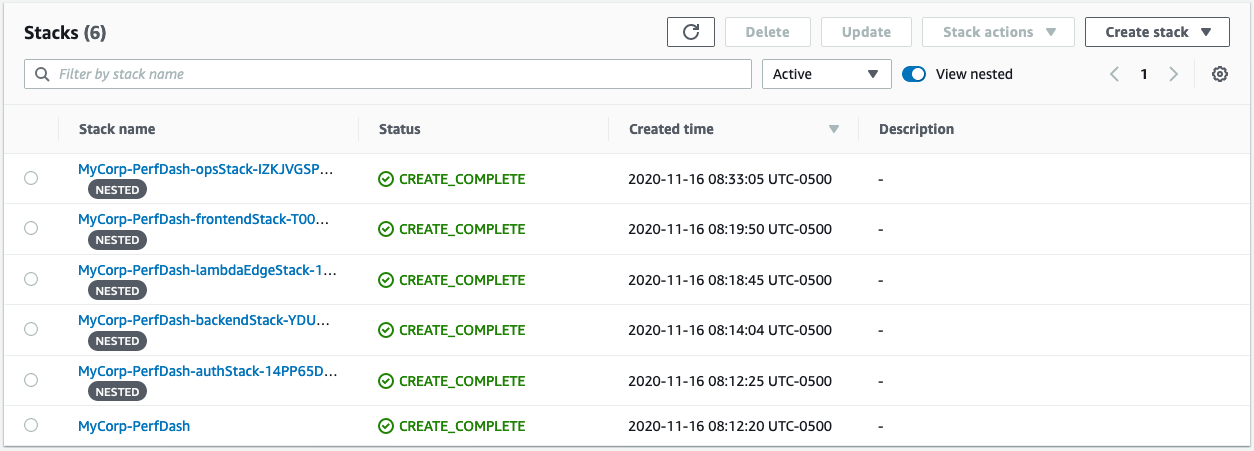 Stacks (6)
Delete
Update
Stack actions
Create stack
Filter by stack name
Active
View nested
1
Stack name
Status
Created time
Description
MyCorp-PerfDash-opsStack-IZKJVGSP...
NESTED
CREATE_COMPLETE
2020-11-16 08:33:05 UTC-0500
-
MyCorp-PerfDash-frontendStack-T00...
NESTED
CREATE_COMPLETE
2020-11-16 08:19:50 UTC-0500
-
MyCorp-PerfDash-lambdaEdgeStack-1...
NESTED
CREATE_COMPLETE
2020-11-16 08:18:45 UTC-0500
-
MyCorp-PerfDash-backendStack-YDU...
NESTED
CREATE_COMPLETE
2020-11-16 08:14:04 UTC-0500
-
MyCorp-PerfDash-authStack-14PP65D...
NESTED
CREATE_COMPLETE
2020-11-16 08:12:25 UTC-0500
-
MyCorp-PerfDash
CREATE_COMPLETE
2020-11-16 08:12:20 UTC-0500
-